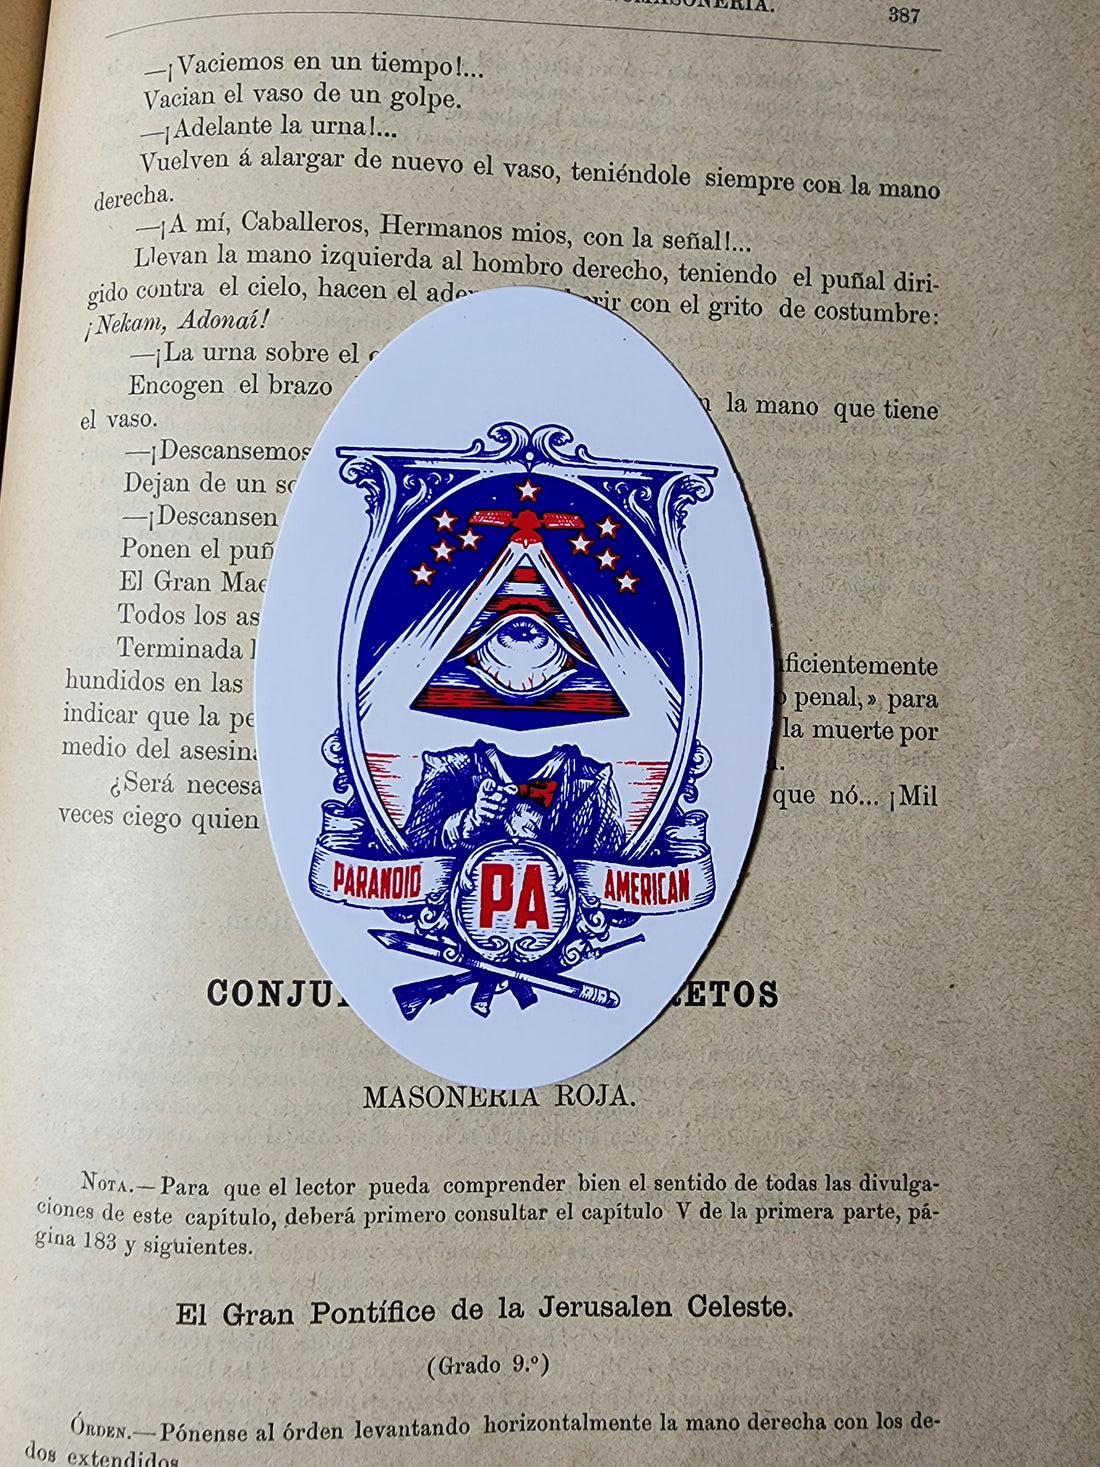 387
—¡Vaciemos en un tiempo!...
Vacian el vaso de un golpe.
—¡Adelante la urna!...
Vuelven á alargar de nuevo el vaso, teniéndole siempre con la mano
derecha.
—¡A mí, Caballeros, Hermanos mios, con la señal!...
Llevan la mano izquierda al hombro derecho, teniendo el puñal diri-
gido contra el cielo, hacen el con el grito de costumbre:
¡Nekam, Adonaí!
—¡La urna sobre el
Encogen el brazo la mano que tiene
el vaso.
—¡Descansemos
Dejan de un
—¡Descansen
Ponen el
El Gran
Todos los
Terminada
hundidos en las penal,» para
indicar que la la muerte por
medio del
¿Será que nó... ¡Mil
veces ciego quien
PARANOID PA AMERICAN
MASONERÍA ROJA.
NOTA.—Para que el lector pueda comprender bien el sentido de todas las divulga-
ciones de este capítulo, deberá primero consultar el capítulo V de la primera parte, pá-
gina 183 y siguientes.
El Gran Pontífice de la Jerusalen Celeste.
(Grado 9.º)
ÓRDEN.—Pónense al órden levantando horizontalmente la mano derecha con los de-
dos extendidos